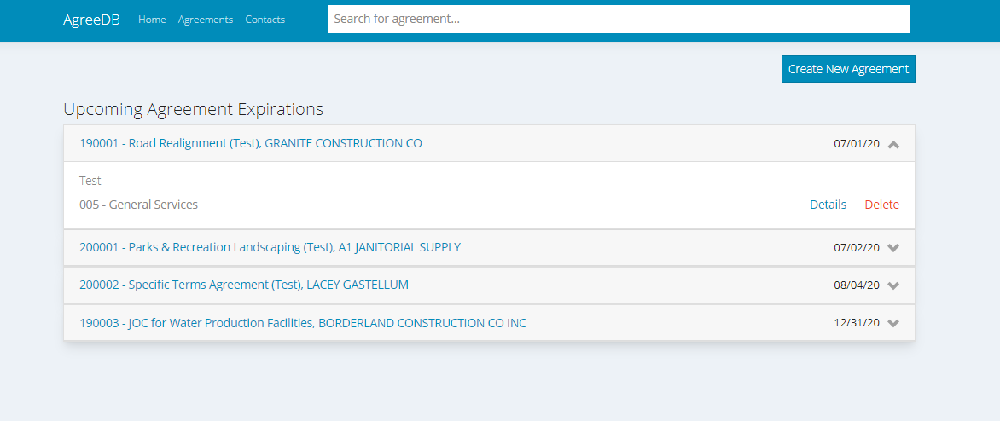 AgreeDB Home Agreements Contacts Search for agreement...
Create New Agreement
Upcoming Agreement Expirations
190001 - Road Realignment (Test), GRANITE CONSTRUCTION CO 07/01/20
Test
005 - General Services Details Delete
200001 - Parks & Recreation Landscaping (Test), A1 JANITORIAL SUPPLY 07/02/20
200002 - Specific Terms Agreement (Test), LACEY GASTELLUM 08/04/20
190003 - JOC for Water Production Facilities, BORDERLAND CONSTRUCTION CO INC 12/31/20